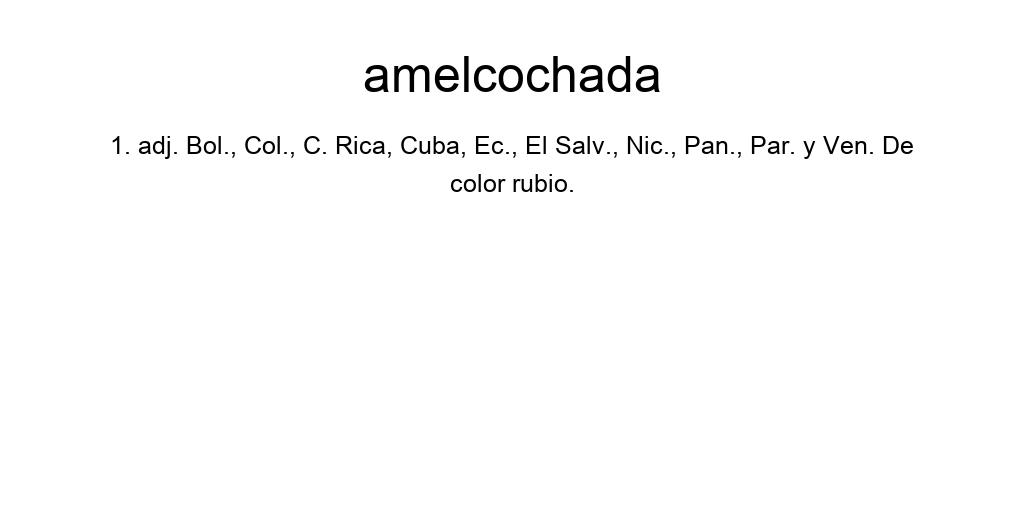 amelcochada
1. adj. Bol., Col., C. Rica, Cuba, Ec., El Salv., Nic., Pan., Par. y Ven. De
color rubio.